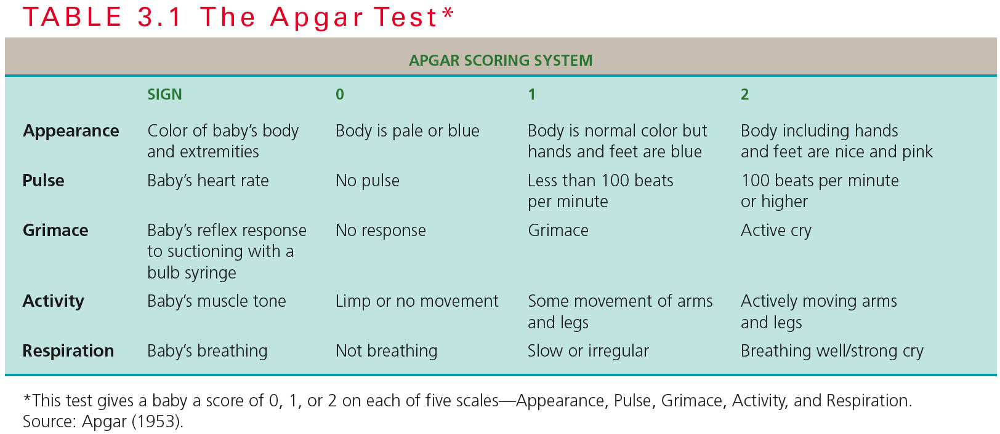 TABLE 3.1 The Apgar Test*
APGAR SCORING SYSTEM
SIGN 0 1 2
Appearance Color of baby’s body Body is pale or blue Body is normal color but Body including hands
and extremities hands and feet are blue and feet are nice and pink
Pulse Baby’s heart rate No pulse Less than 100 beats 100 beats per minute
per minute or higher
Grimace Baby’s reflex response No response Grimace Active cry
to suctioning with a
bulb syringe
Activity Baby’s muscle tone Limp or no movement Some movement of arms Actively moving arms
and legs and legs
Respiration Baby’s breathing Not breathing Slow or irregular Breathing well/strong cry
*This test gives a baby a score of 0, 1, or 2 on each of five scales—Appearance, Pulse, Grimace, Activity, and Respiration.
Source: Apgar (1953).